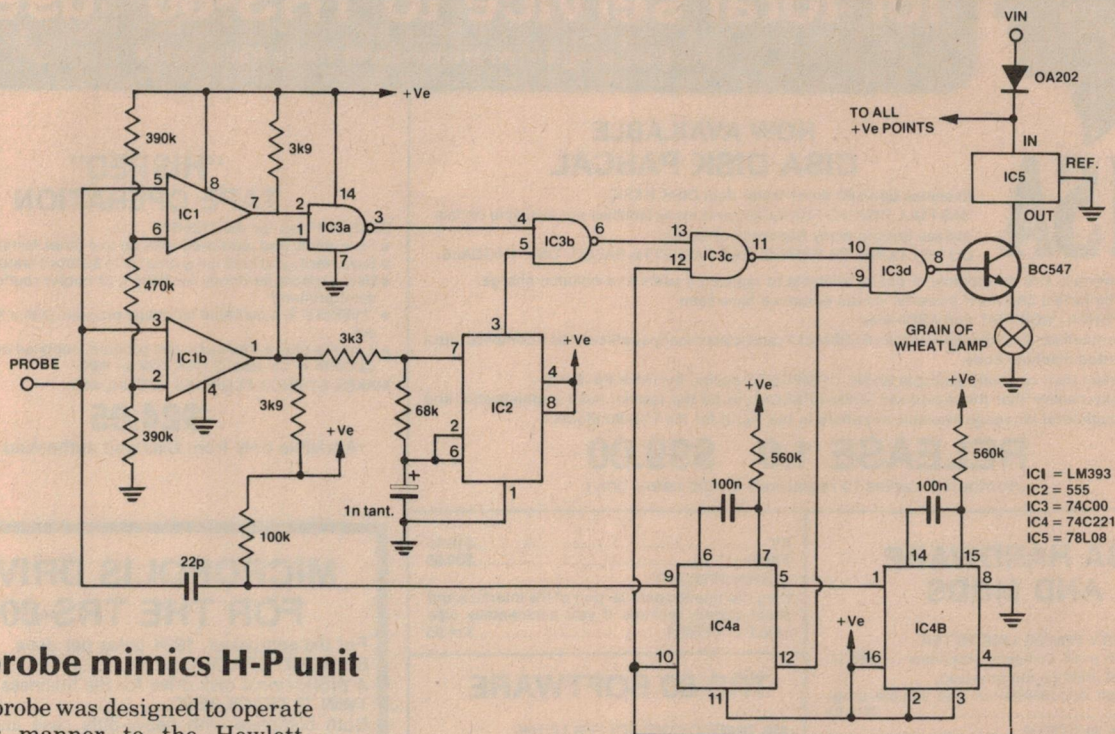 VIN
OA202
TO ALL
+Ve POINTS
IN
IC5
REF.
OUT
+Ve
390k
3k9
5
8
IC1
7
6
14
2
IC3a
3
1
7
4
IC3b
6
5
13
IC3c
11
12
10
IC3d
8
9
BC547
GRAIN OF
WHEAT LAMP
470k
3
IC1b
1
2
4
PROBE
3k3
390k
3k9
68k
7
3
IC2
4
8
2
6
1
+Ve
+Ve
+
1n tant.
100k
22p
+Ve
560k
100n
+Ve
560k
100n
6
7
9
5
IC4a
10
12
11
14
15
1
8
IC4B
+Ve
16
4
2
3
IC1 = LM393
IC2 = 555
IC3 = 74C00
IC4 = 74C221
IC5 = 78L08
probe mimics H-P unit
probe was designed to operate
manner to the Hewlett-